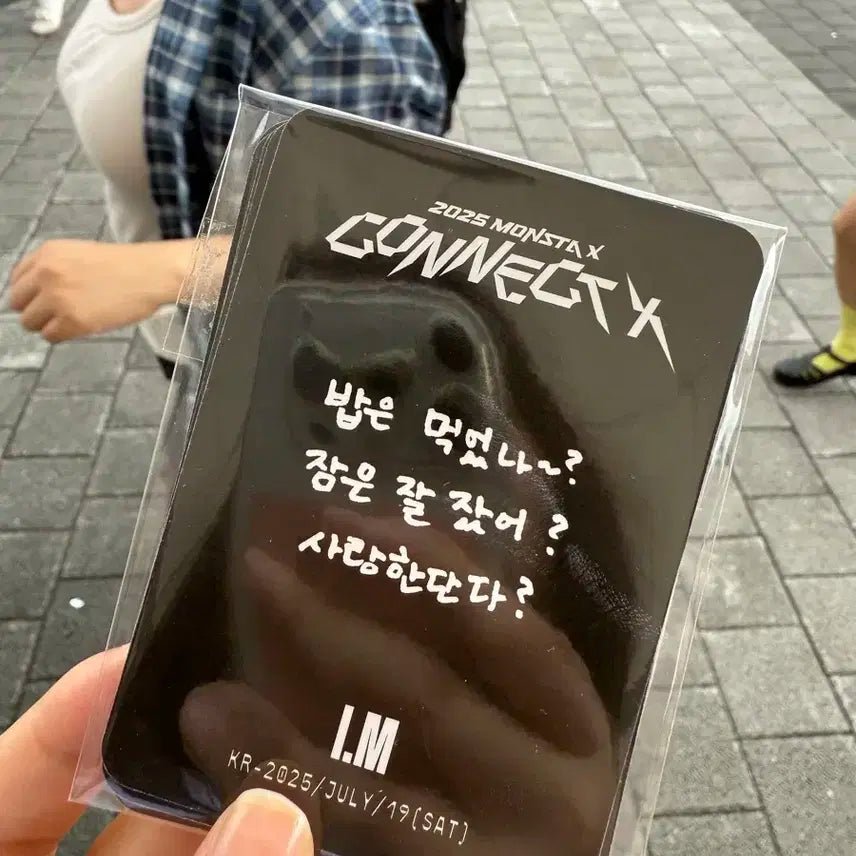 2025 MONSTA X
CONNECT X
밥은 먹었나~?
잠은 잘 잤어?
사랑한단다?
I.M
KR-2025/JULY/19(SAT)